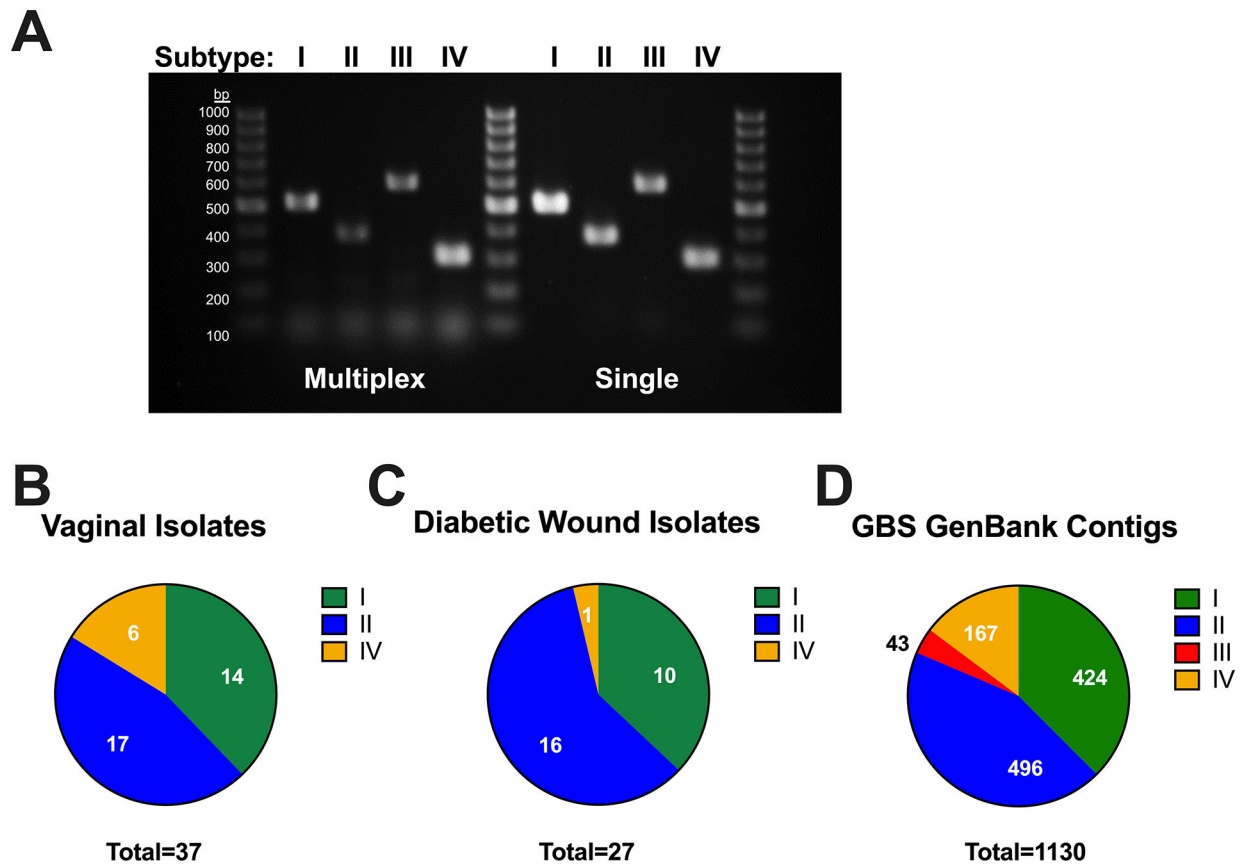 A
Subtype: I II III IV I II III IV
bp
1000
900
800
700
600
500
400
300
200
100
Multiplex Single
B
Vaginal Isolates
I
II
IV
6
14
17
Total=37
C
Diabetic Wound Isolates
I
II
IV
1
10
16
Total=27
D
GBS GenBank Contigs
I
II
III
IV
43
167
424
496
Total=1130